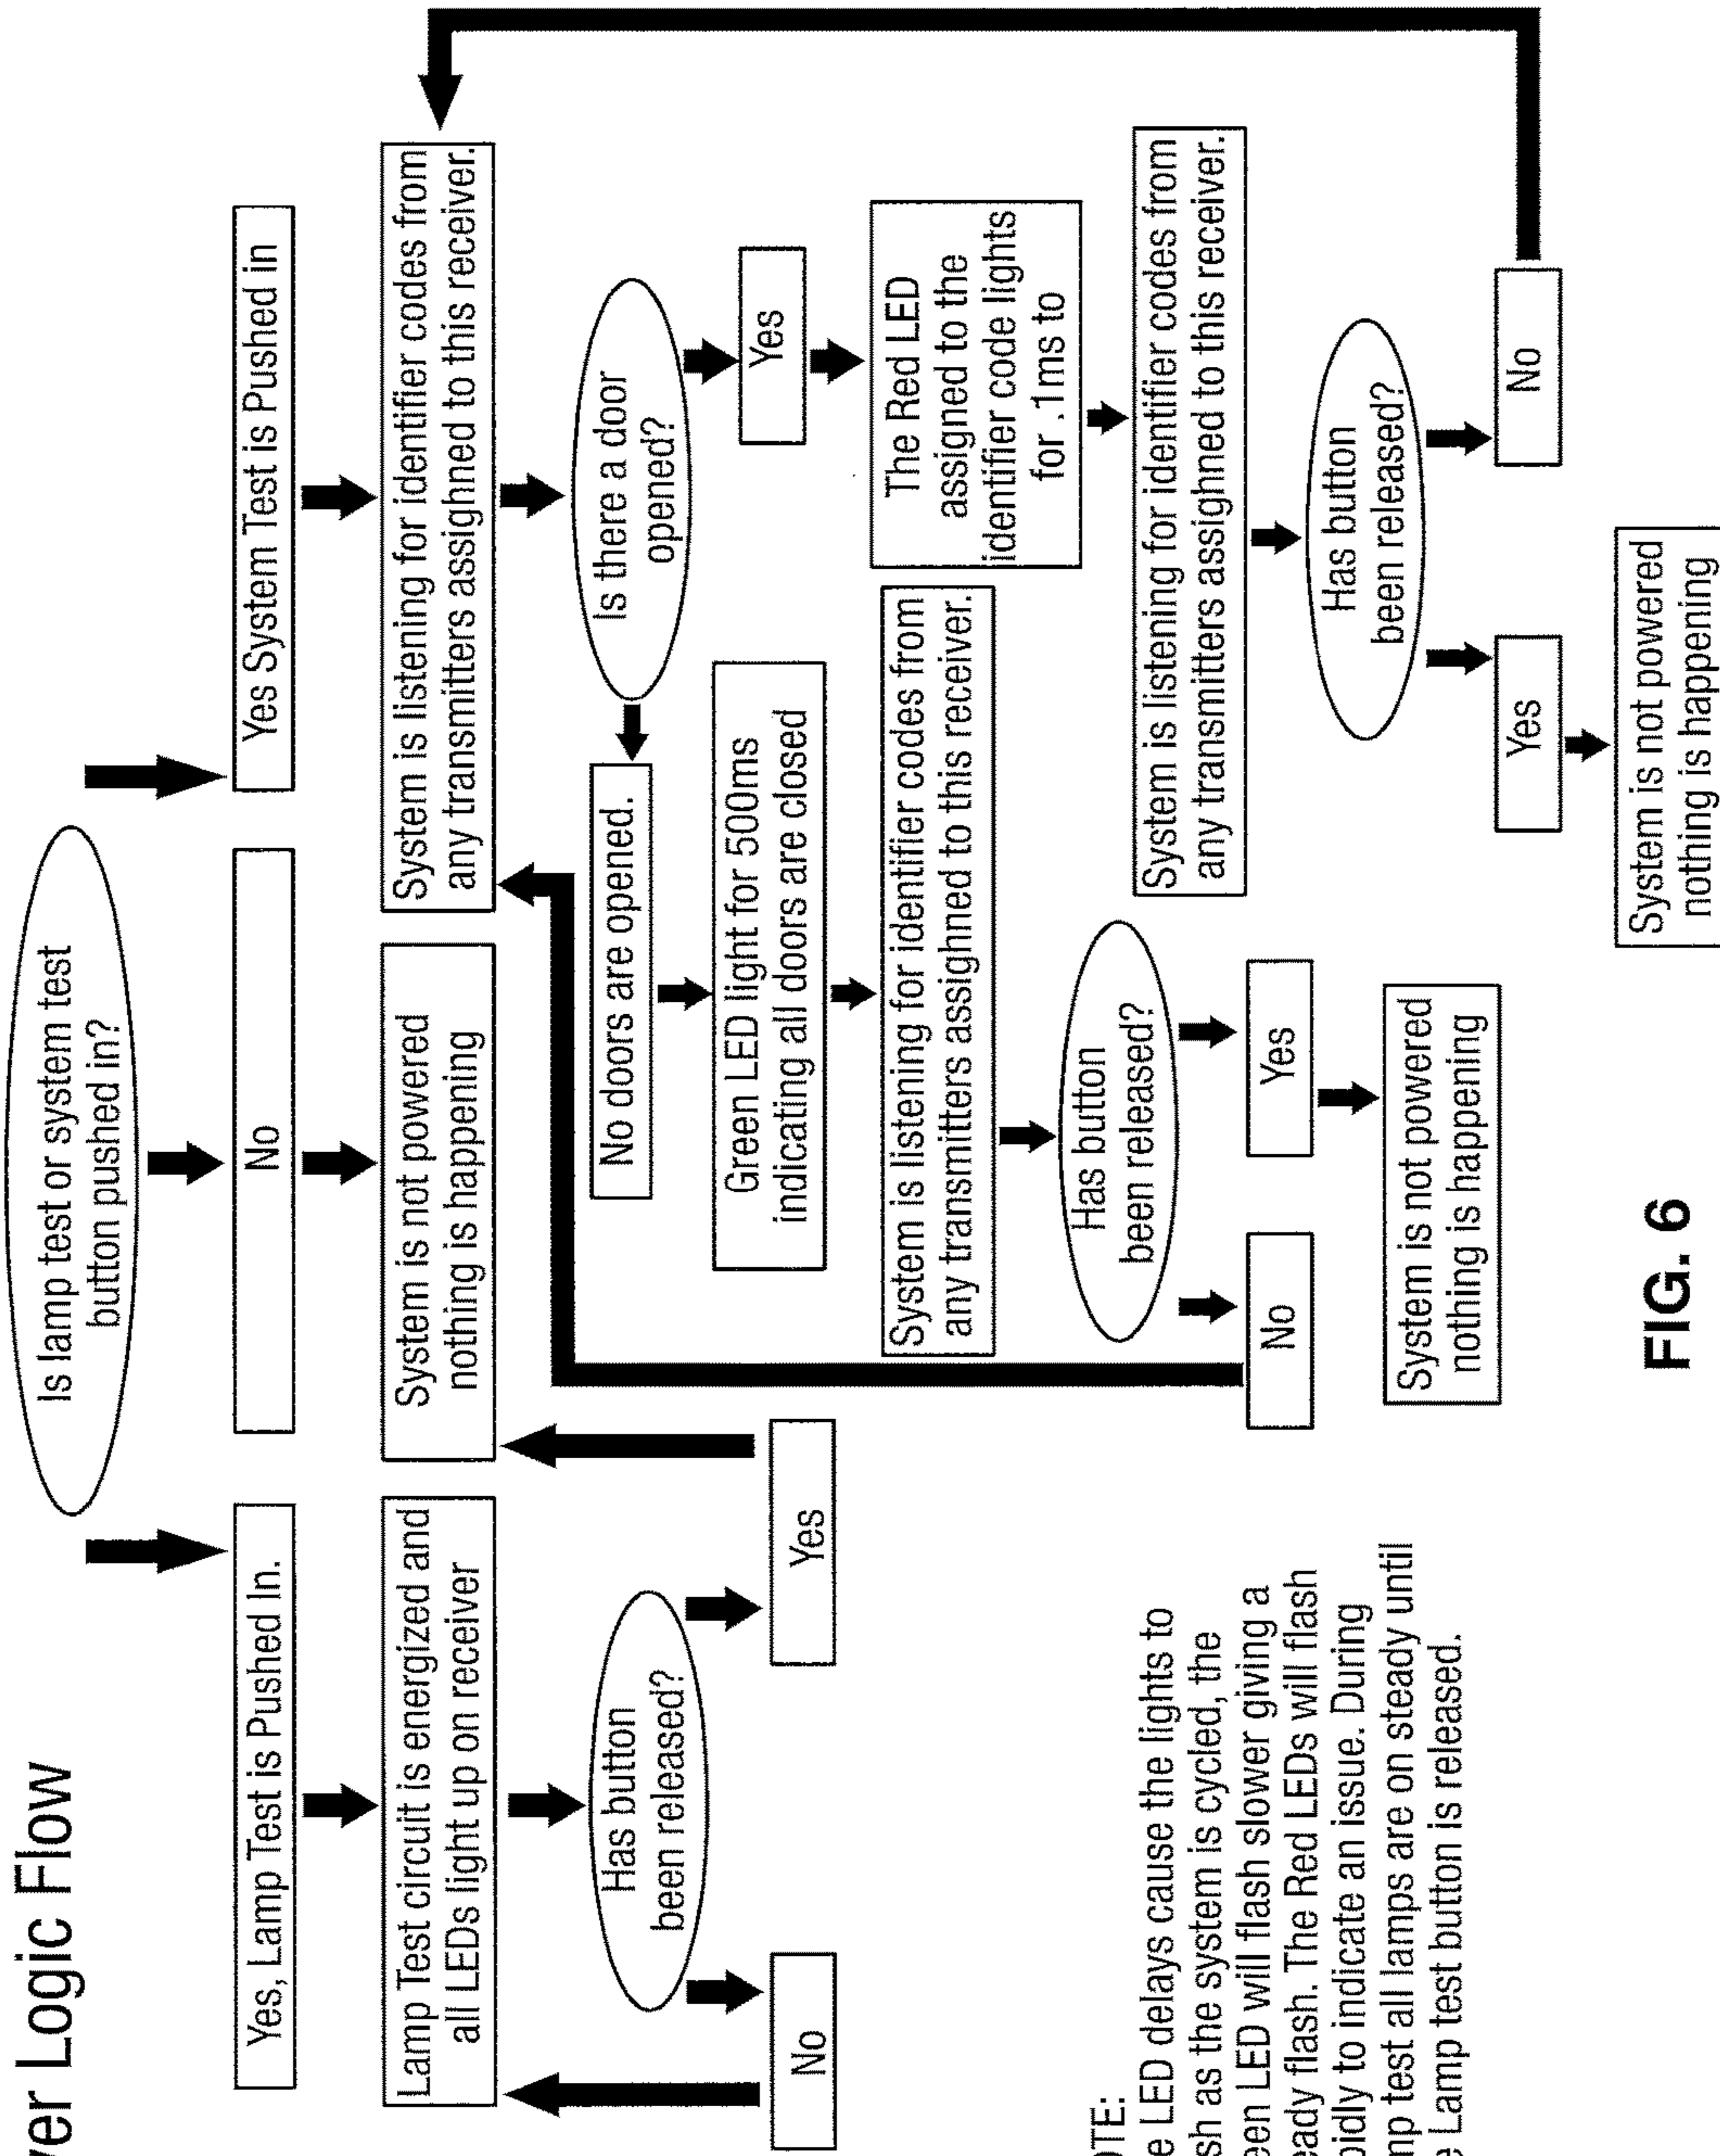 ver Logic Flow
Is lamp test or system test
button pushed in?
Yes, Lamp Test is Pushed In.
No
Yes System Test is Pushed in
Lamp Test circuit is energized and
all LEDs light up on receiver
System is not powered
nothing is happening
System is listening for identifier codes from
any transmitters assighned to this receiver.
Has button
been released?
No
Yes
Is there a door
opened?
No doors are opened.
Yes
Green LED light for 500ms
indicating all doors are closed
The Red LED
assigned to the
identifier code lights
for .1ms to
System is listening for identifier codes from
any transmitters assighned to this receiver.
Has button
been released?
No
Yes
System is not powered
nothing is happening
System is listening for identifier codes from
any transmitters assighned to this receiver.
Has button
been released?
Yes
No
System is not powered
nothing is happening
OTE:
e LED delays cause the lights to
sh as the system is cycled, the
een LED will flash slower giving a
eady flash. The Red LEDs will flash
pidly to indicate an issue. During
mp test all lamps are on steady until
e Lamp test button is released.
FIG. 6